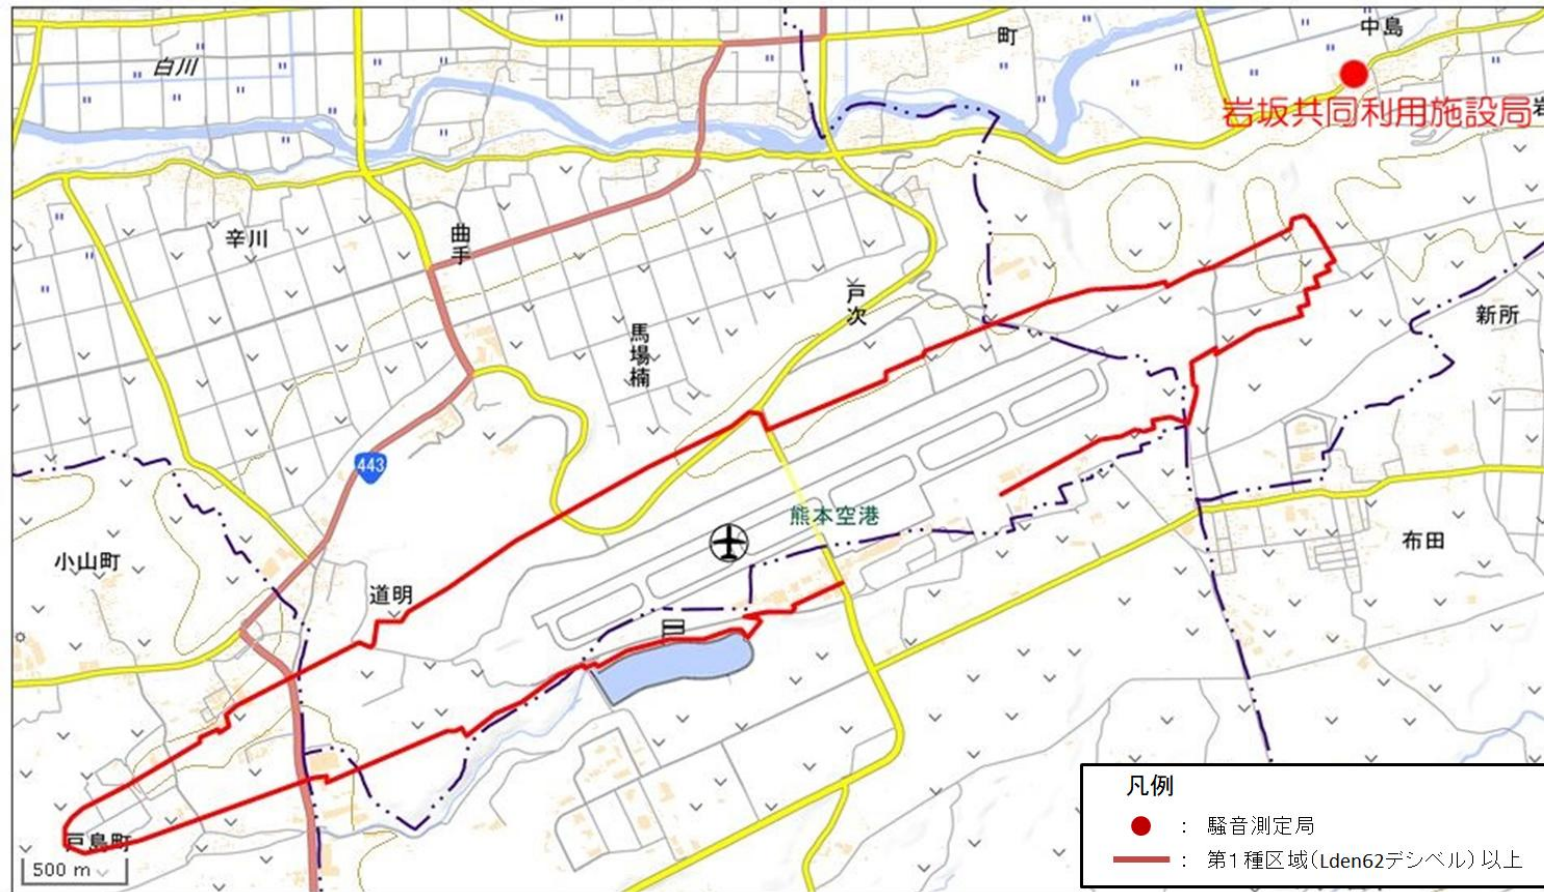 中島
町
白川
岩坂共同利用施設局
岩
辛川
曲手
戸次
新所
馬場楠
443
熊本空港
布田
小山町
道明
戸島町
500 m
凡例
： 騒音測定局
： 第1種区域(Lden62デシベル)以上